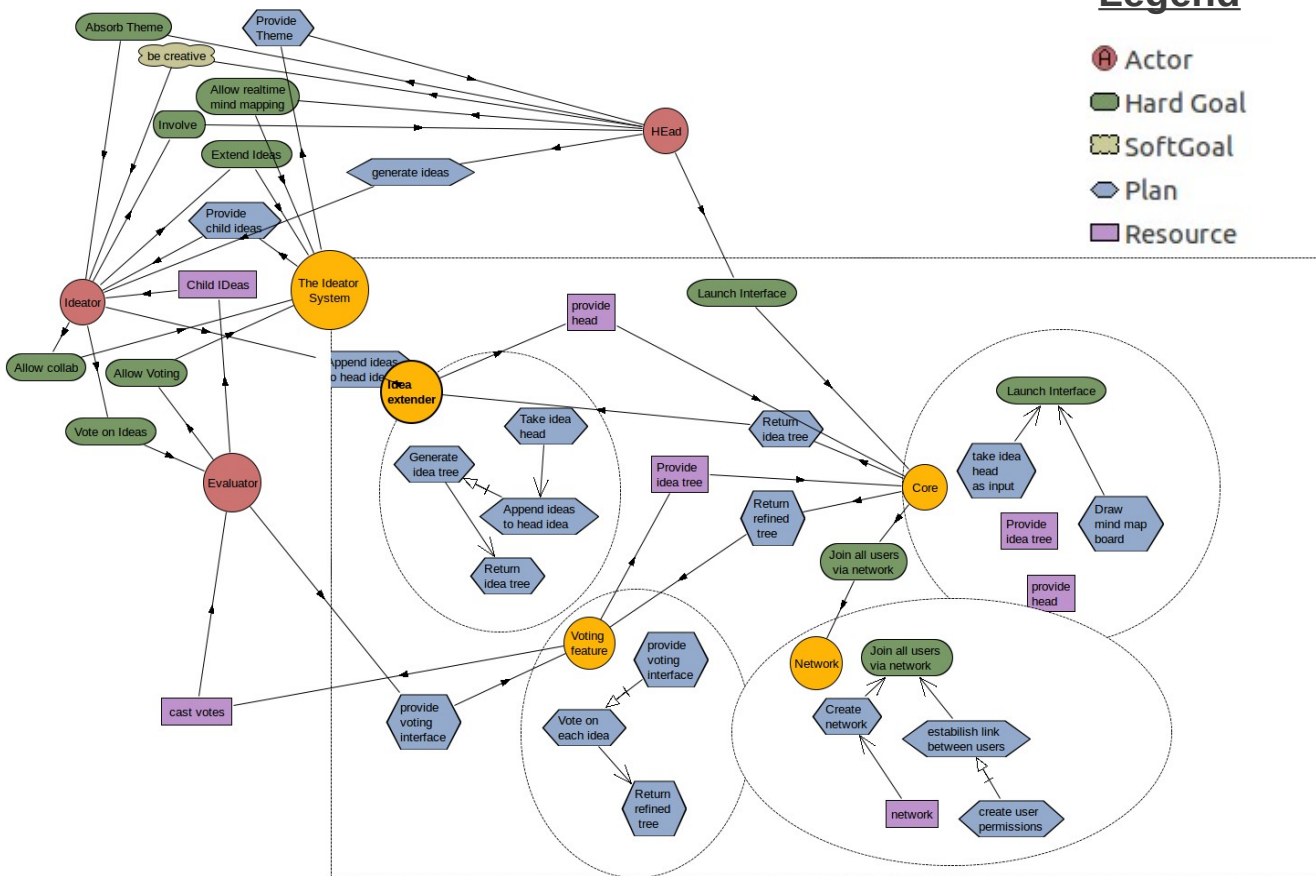 Legend
A Actor
Hard Goal
SoftGoal
Plan
Resource
Absorb Theme
Provide
Theme
be creative
Allow realtime
mind mapping
Involve
Extend Ideas
HEad
generate ideas
Provide
child ideas
Child IDeas
The Ideator
System
Ideator
Allow collab
Allow Voting
Vote on Ideas
Evaluator
cast votes
provide
voting
interface
Launch Interface
provide
head
Append ideas
to head idea
Idea
extender
Take idea
head
Generate
idea tree
Append ideas
to head idea
Return
idea tree
Return
idea tree
Provide
idea tree
Return
refined
tree
Core
Join all users
via network
Launch Interface
take idea
head
as input
Provide
idea tree
Draw
mind map
board
provide
head
Voting
feature
provide
voting
interface
Vote on
each idea
Return
refined
tree
Network
Join all users
via network
Create
network
estabilish link
between users
network
create user
permissions